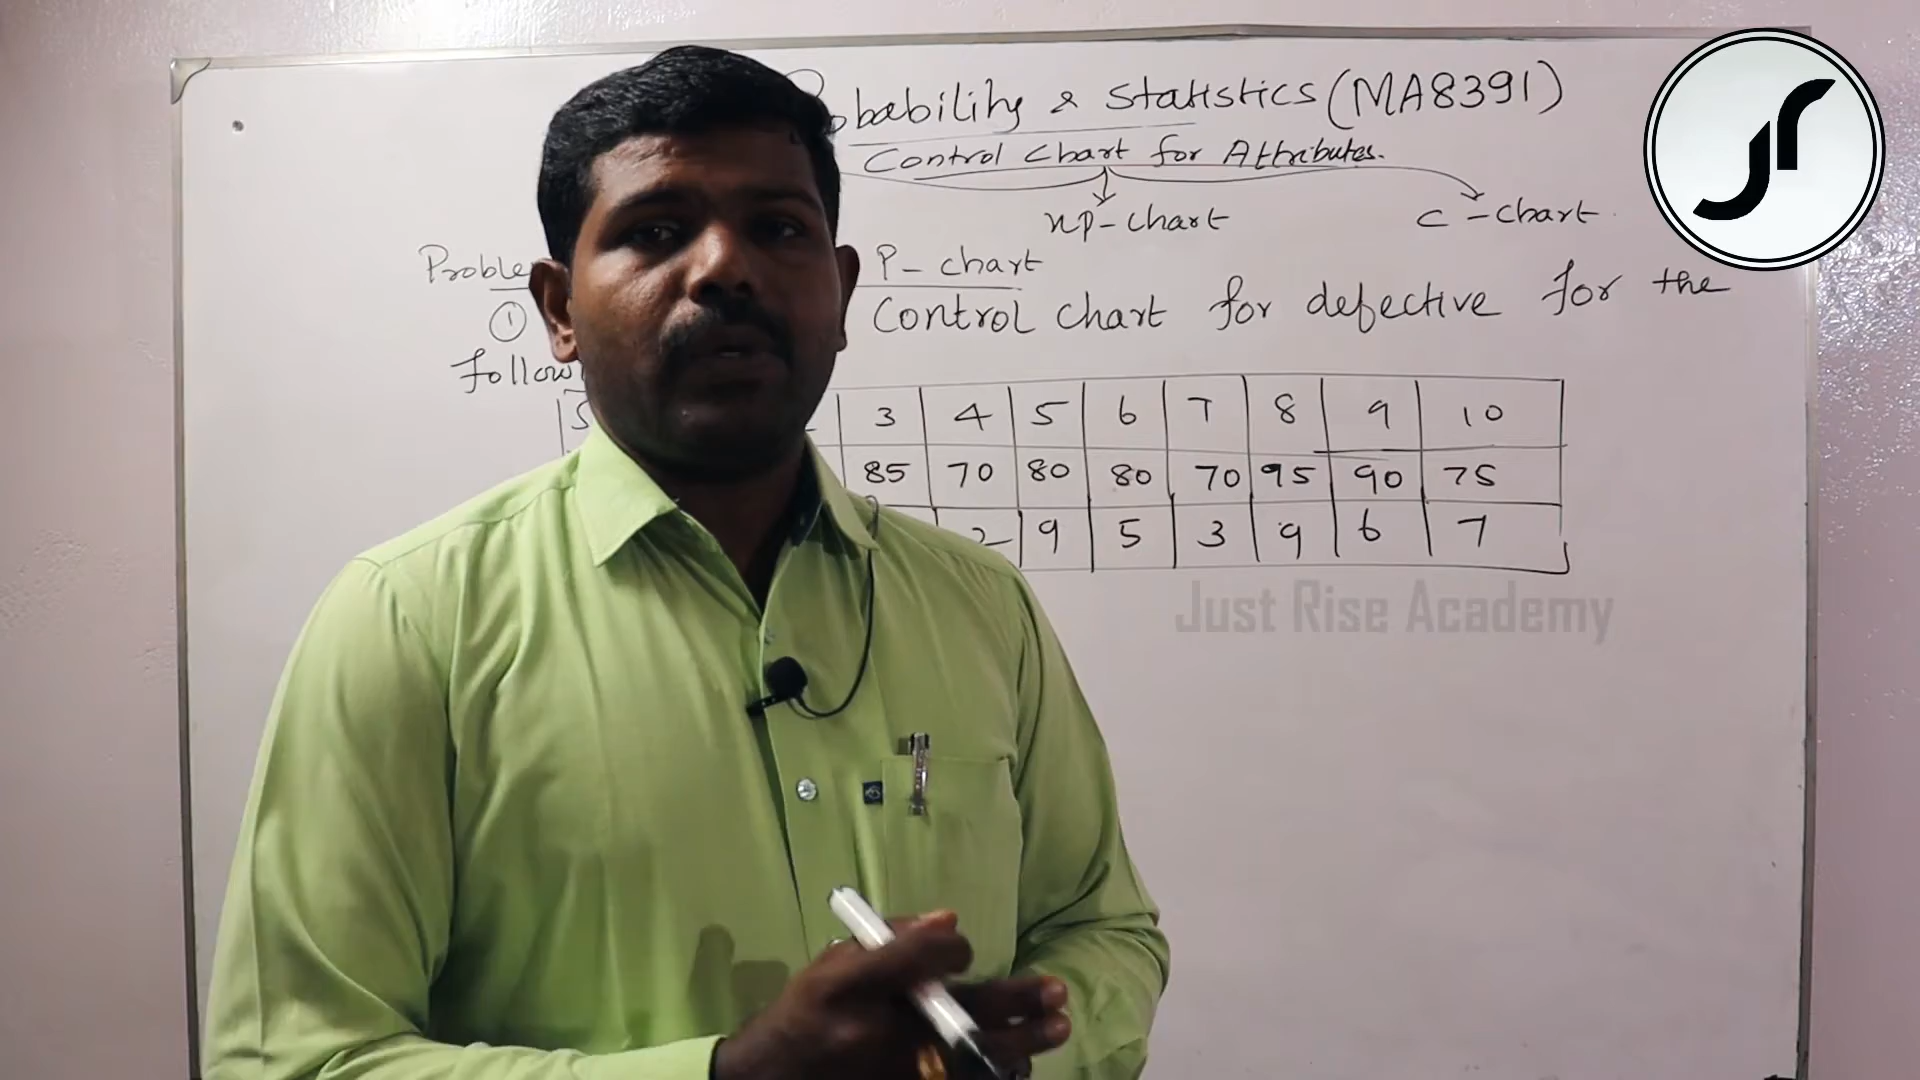 Probability & Statistics (MA8391)
Control Chart for Attributes.
np-chart c-chart
P-chart
① Control chart for defective for the
3 4 5 6 7 8 9 10
85 70 80 80 70 95 90 75
2 9 5 3 9 6 7
Just Rise Academy